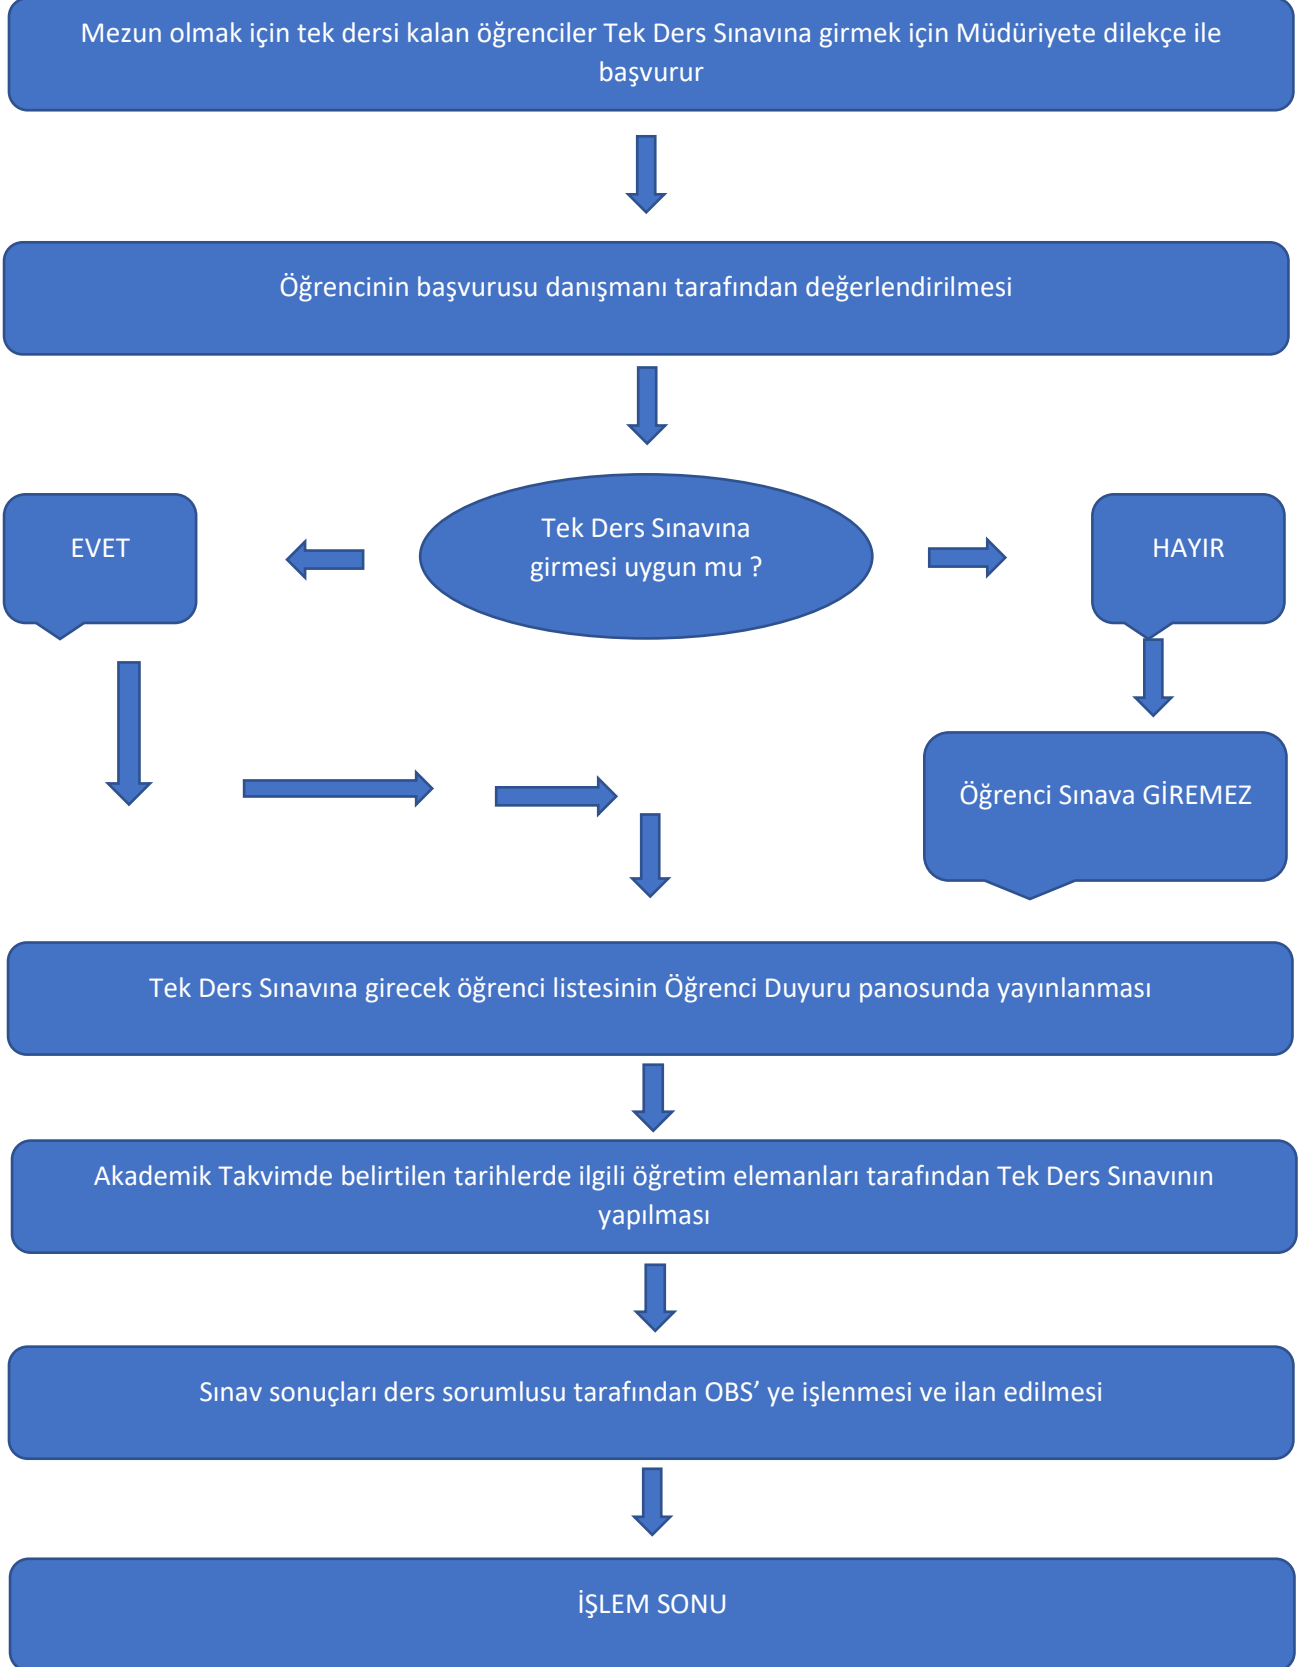 Mezun olmak için tek dersi kalan öğrenciler Tek Ders Sınavına girmek için Müdüriyete dilekçe ile
başvurur
Öğrencinin başvurusu danışmanı tarafından değerlendirilmesi
Tek Ders Sınavına
girmesi uygun mu ?
EVET
HAYIR
Öğrenci Sınava GİREMEZ
Tek Ders Sınavına girecek öğrenci listesinin Öğrenci Duyuru panosunda yayınlanması
Akademik Takvimde belirtilen tarihlerde ilgili öğretim elemanları tarafından Tek Ders Sınavının
yapılması
Sınav sonuçları ders sorumlusu tarafından OBS’ ye işlenmesi ve ilan edilmesi
İŞLEM SONU